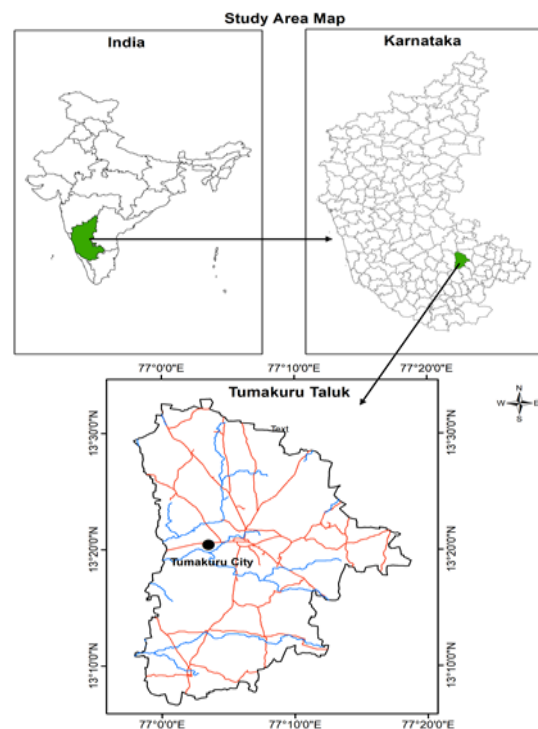 Study Area Map
India
Karnataka
77°0'0"E
77°10'0"E
77°20'0"E
Tumakuru Taluk
N
W
E
S
Text
13°30'0"N
13°30'0"N
13°20'0"N
13°20'0"N
Tumakuru City
13°10'0"N
13°10'0"N
77°0'0"E
77°10'0"E
77°20'0"E